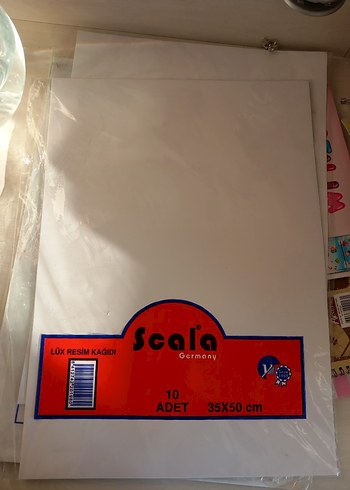 Scala
Germany
LÜX RESİM KAĞIDI
10
ADET 35X50 cm